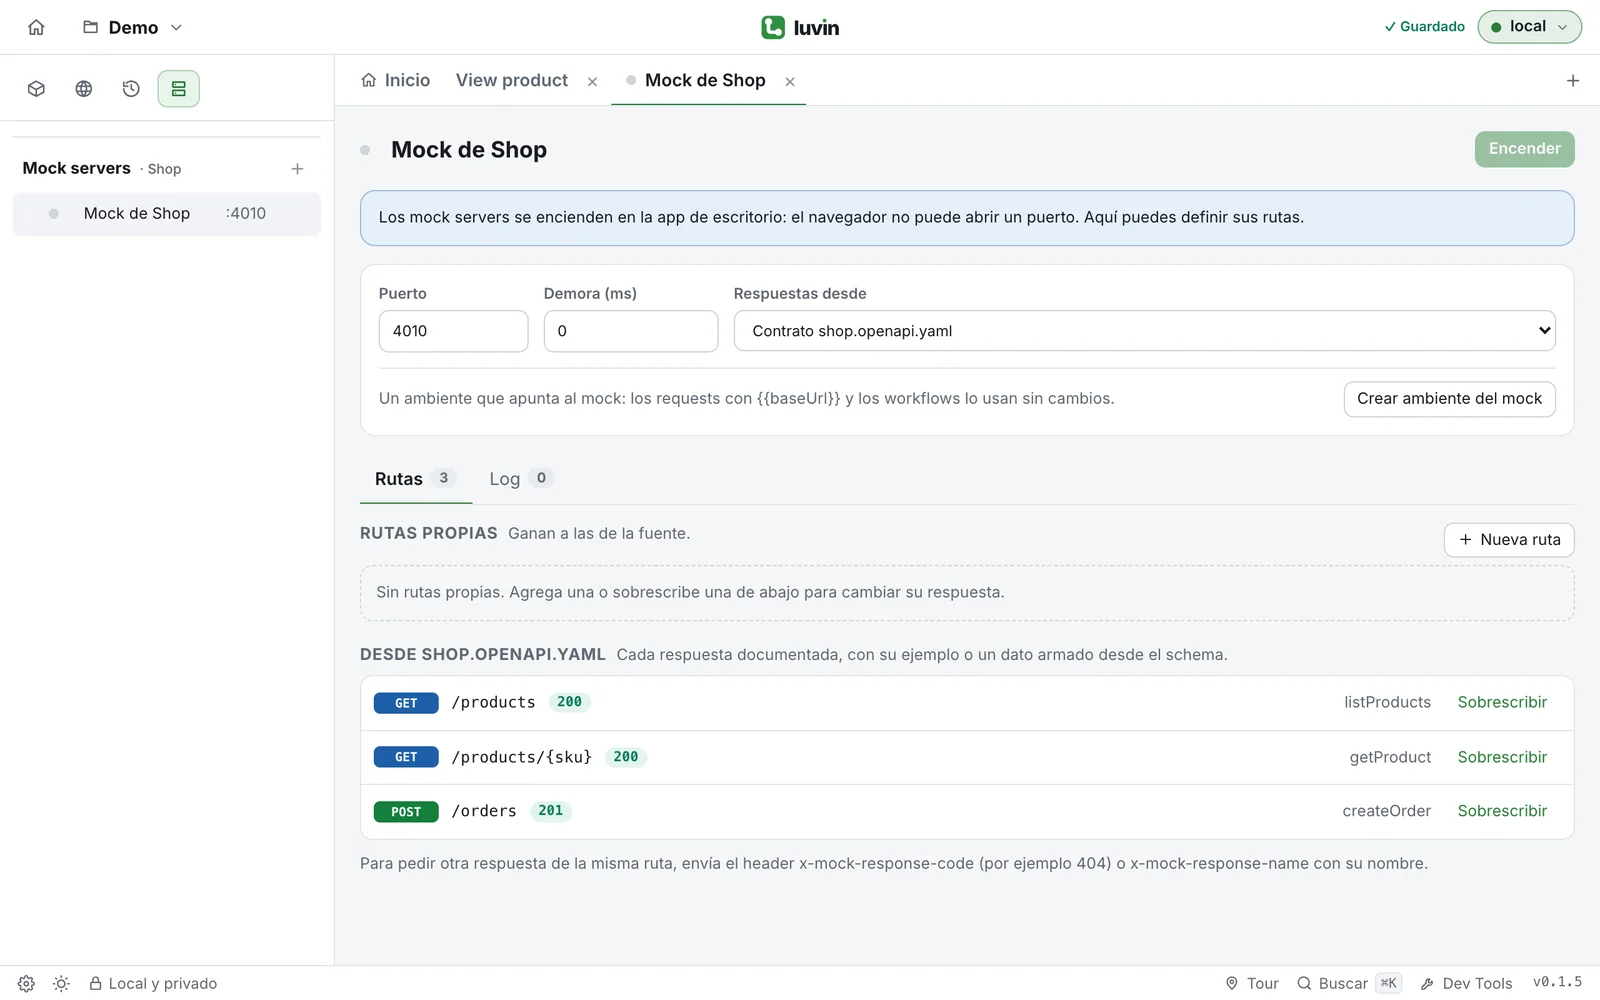 Demo
luvin
✓ Guardado
local
Inicio
View product
Mock de Shop
Mock servers · Shop
Mock de Shop :4010
Mock de Shop
Encender
Los mock servers se encienden en la app de escritorio: el navegador no puede abrir un puerto. Aquí puedes definir sus rutas.
Puerto
Demora (ms)
Respuestas desde
4010
0
Contrato shop.openapi.yaml
Un ambiente que apunta al mock: los requests con {{baseUrl}} y los workflows lo usan sin cambios.
Crear ambiente del mock
Rutas 3
Log 0
RUTAS PROPIAS Ganan a las de la fuente.
+ Nueva ruta
Sin rutas propias. Agrega una o sobrescribe una de abajo para cambiar su respuesta.
DESDE SHOP.OPENAPI.YAML Cada respuesta documentada, con su ejemplo o un dato armado desde el schema.
GET /products 200 listProducts Sobrescribir
GET /products/{sku} 200 getProduct Sobrescribir
POST /orders 201 createOrder Sobrescribir
Para pedir otra respuesta de la misma ruta, envía el header x-mock-response-code (por ejemplo 404) o x-mock-response-name con su nombre.
Local y privado
Tour
Buscar ⌘K
Dev Tools
v0.1.5